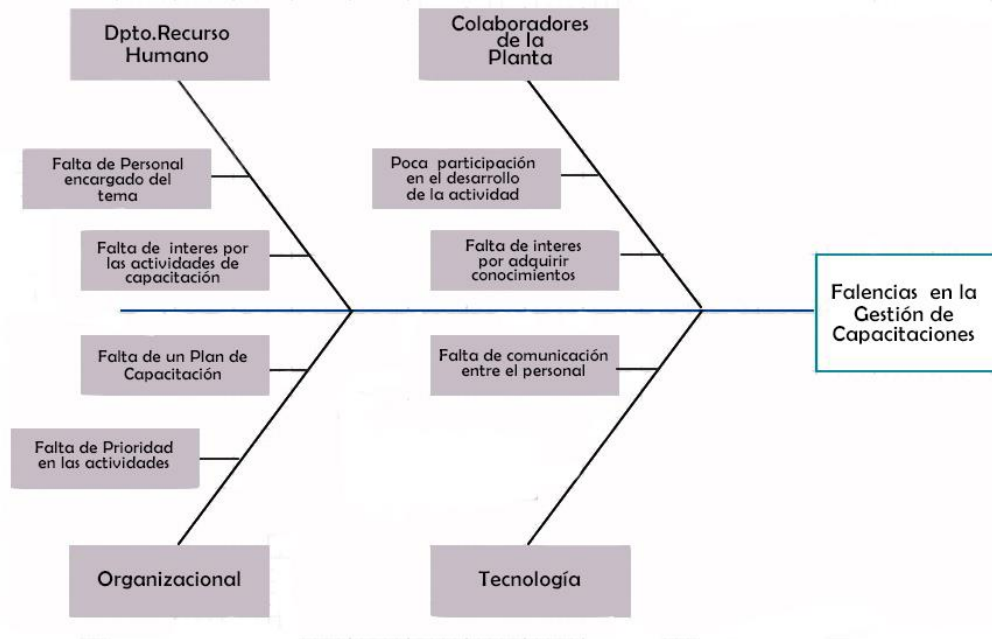 Dpto.Recurso
Humano
Colaboradores
de la
Planta
Falta de Personal
encargado del
tema
Poca participación
en el desarrollo
de la actividad
Falta de interes por
las actividades de
capacitación
Falta de interes
por adquirir
conocimientos
Falencias en la
Gestión de
Capacitaciones
Falta de un Plan de
Capacitación
Falta de comunicación
entre el personal
Falta de Prioridad
en las actividades
Organizacional
Tecnología